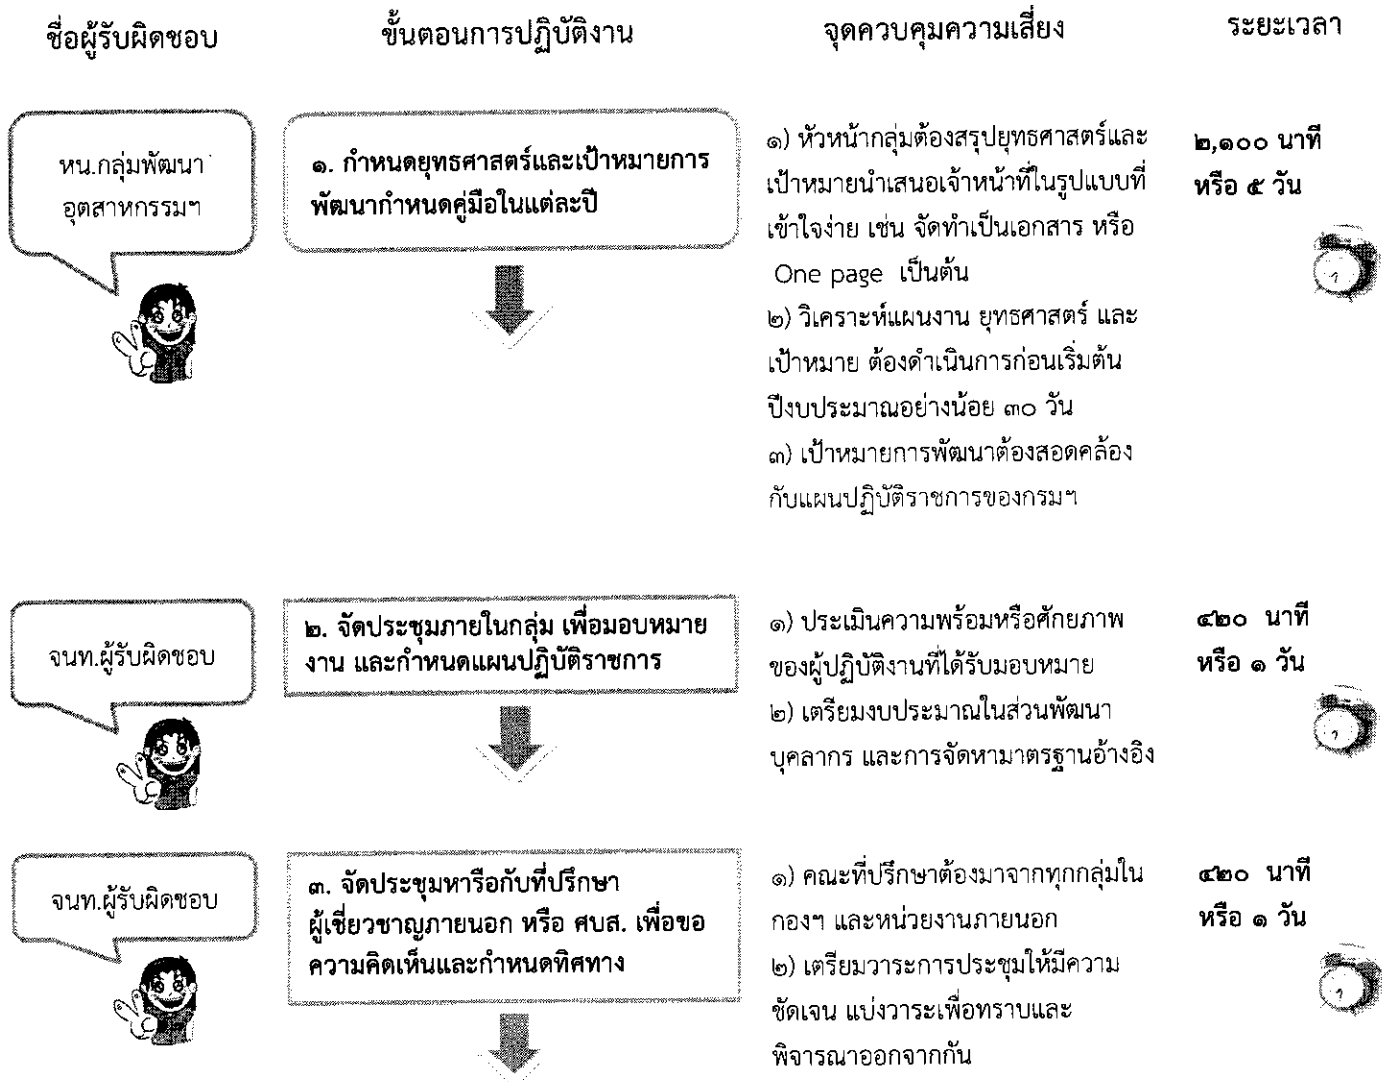 ชื่อผู้รับผิดชอบ
ขั้นตอนการปฏิบัติงาน
จุดควบคุมความเสี่ยง
ระยะเวลา
หน.กลุ่มพัฒนา
อุตสาหกรรมฯ
๑. กำหนดยุทธศาสตร์และเป้าหมายการ
พัฒนากำหนดคู่มือในแต่ละปี
๑) หัวหน้ากลุ่มต้องสรุปยุทธศาสตร์และ
เป้าหมายนำเสนอเจ้าหน้าที่ในรูปแบบที่
เข้าใจง่าย เช่น จัดทำเป็นเอกสาร หรือ
One page เป็นต้น
๒) วิเคราะห์แผนงาน ยุทธศาสตร์ และ
เป้าหมาย ต้องดำเนินการก่อนเริ่มต้น
ปีงบประมาณอย่างน้อย ๓๐ วัน
๓) เป้าหมายการพัฒนาต้องสอดคล้อง
กับแผนปฏิบัติราชการของกรมฯ
๒,๑๐๐ นาที
หรือ ๕ วัน
จนท.ผู้รับผิดชอบ
๒. จัดประชุมภายในกลุ่ม เพื่อมอบหมาย
งาน และกำหนดแผนปฏิบัติราชการ
๑) ประเมินความพร้อมหรือศักยภาพ
ของผู้ปฏิบัติงานที่ได้รับมอบหมาย
๒) เตรียมงบประมาณในส่วนพัฒนา
บุคลากร และการจัดหามาตรฐานอ้างอิง
๔๒๐ นาที
หรือ ๑ วัน
จนท.ผู้รับผิดชอบ
๓. จัดประชุมหารือกับที่ปรึกษา
ผู้เชี่ยวชาญภายนอก หรือ ศบส. เพื่อขอ
ความคิดเห็นและกำหนดทิศทาง
๑) คณะที่ปรึกษาต้องมาจากทุกกลุ่มใน
กองฯ และหน่วยงานภายนอก
๒) เตรียมวาระการประชุมให้มีความ
ชัดเจน แบ่งวาระเพื่อทราบและ
พิจารณาออกจากกัน
๔๒๐ นาที
หรือ ๑ วัน